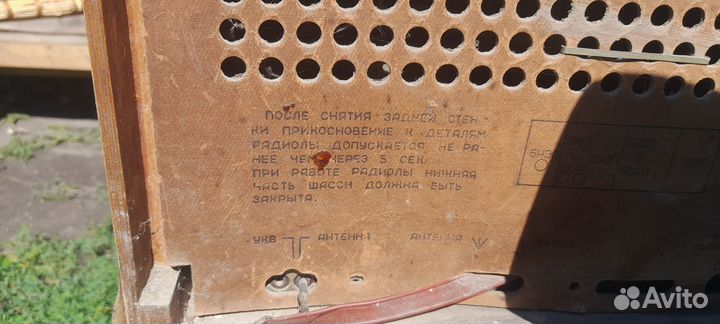 ПОСЛЕ СНЯТИЯ ЗАДНЕЙ СТЕН-
КИ ПРИКОСНОВЕНИЕ К ДЕТАЛЯМ
РАДИОЛЫ ДОПУСКАЕТСЯ НЕ РА-
НЕЕ ЧЕМ ЧЕРЕЗ 5 СЕК.
ПРИ РАБОТЕ РАДИОЛЫ НИЖНЯЯ
ЧАСТЬ ШАССИ ДОЛЖНА БЫТЬ
ЗАКРЫТА.
УКВ АНТЕННА АНТЕННА
Avito